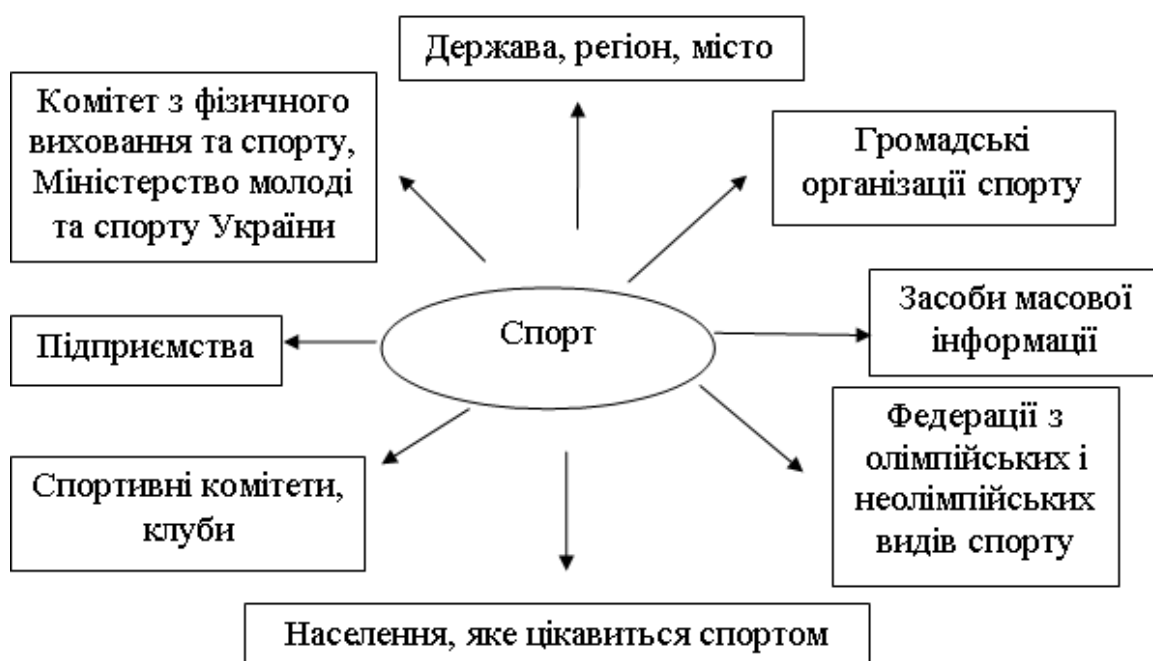 Держава, регіон, місто
Комітет з фізичного
виховання та спорту,
Міністерство молоді
та спорту України
Громадські
організації спорту
Спорт
Засоби масової
інформації
Підприємства
Федерації з
олімпійських і
неолімпійських
видів спорту
Спортивні комітети,
клуби
Населення, яке цікавиться спортом